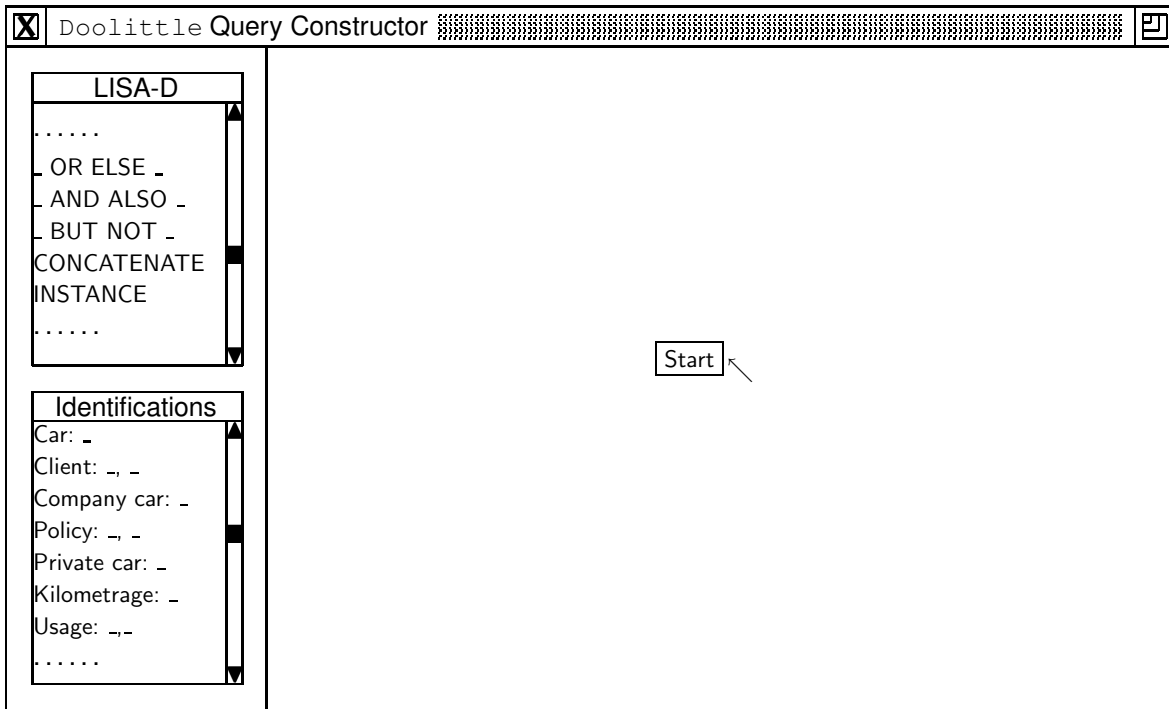 X Doolittle Query Constructor
LISA-D
......
_ OR ELSE _
_ AND ALSO _
_ BUT NOT _
CONCATENATE
INSTANCE
......
Start
Identifications
Car: _
Client: _, _
Company car: _
Policy: _, _
Private car: _
Kilometrage: _
Usage: _,_
......